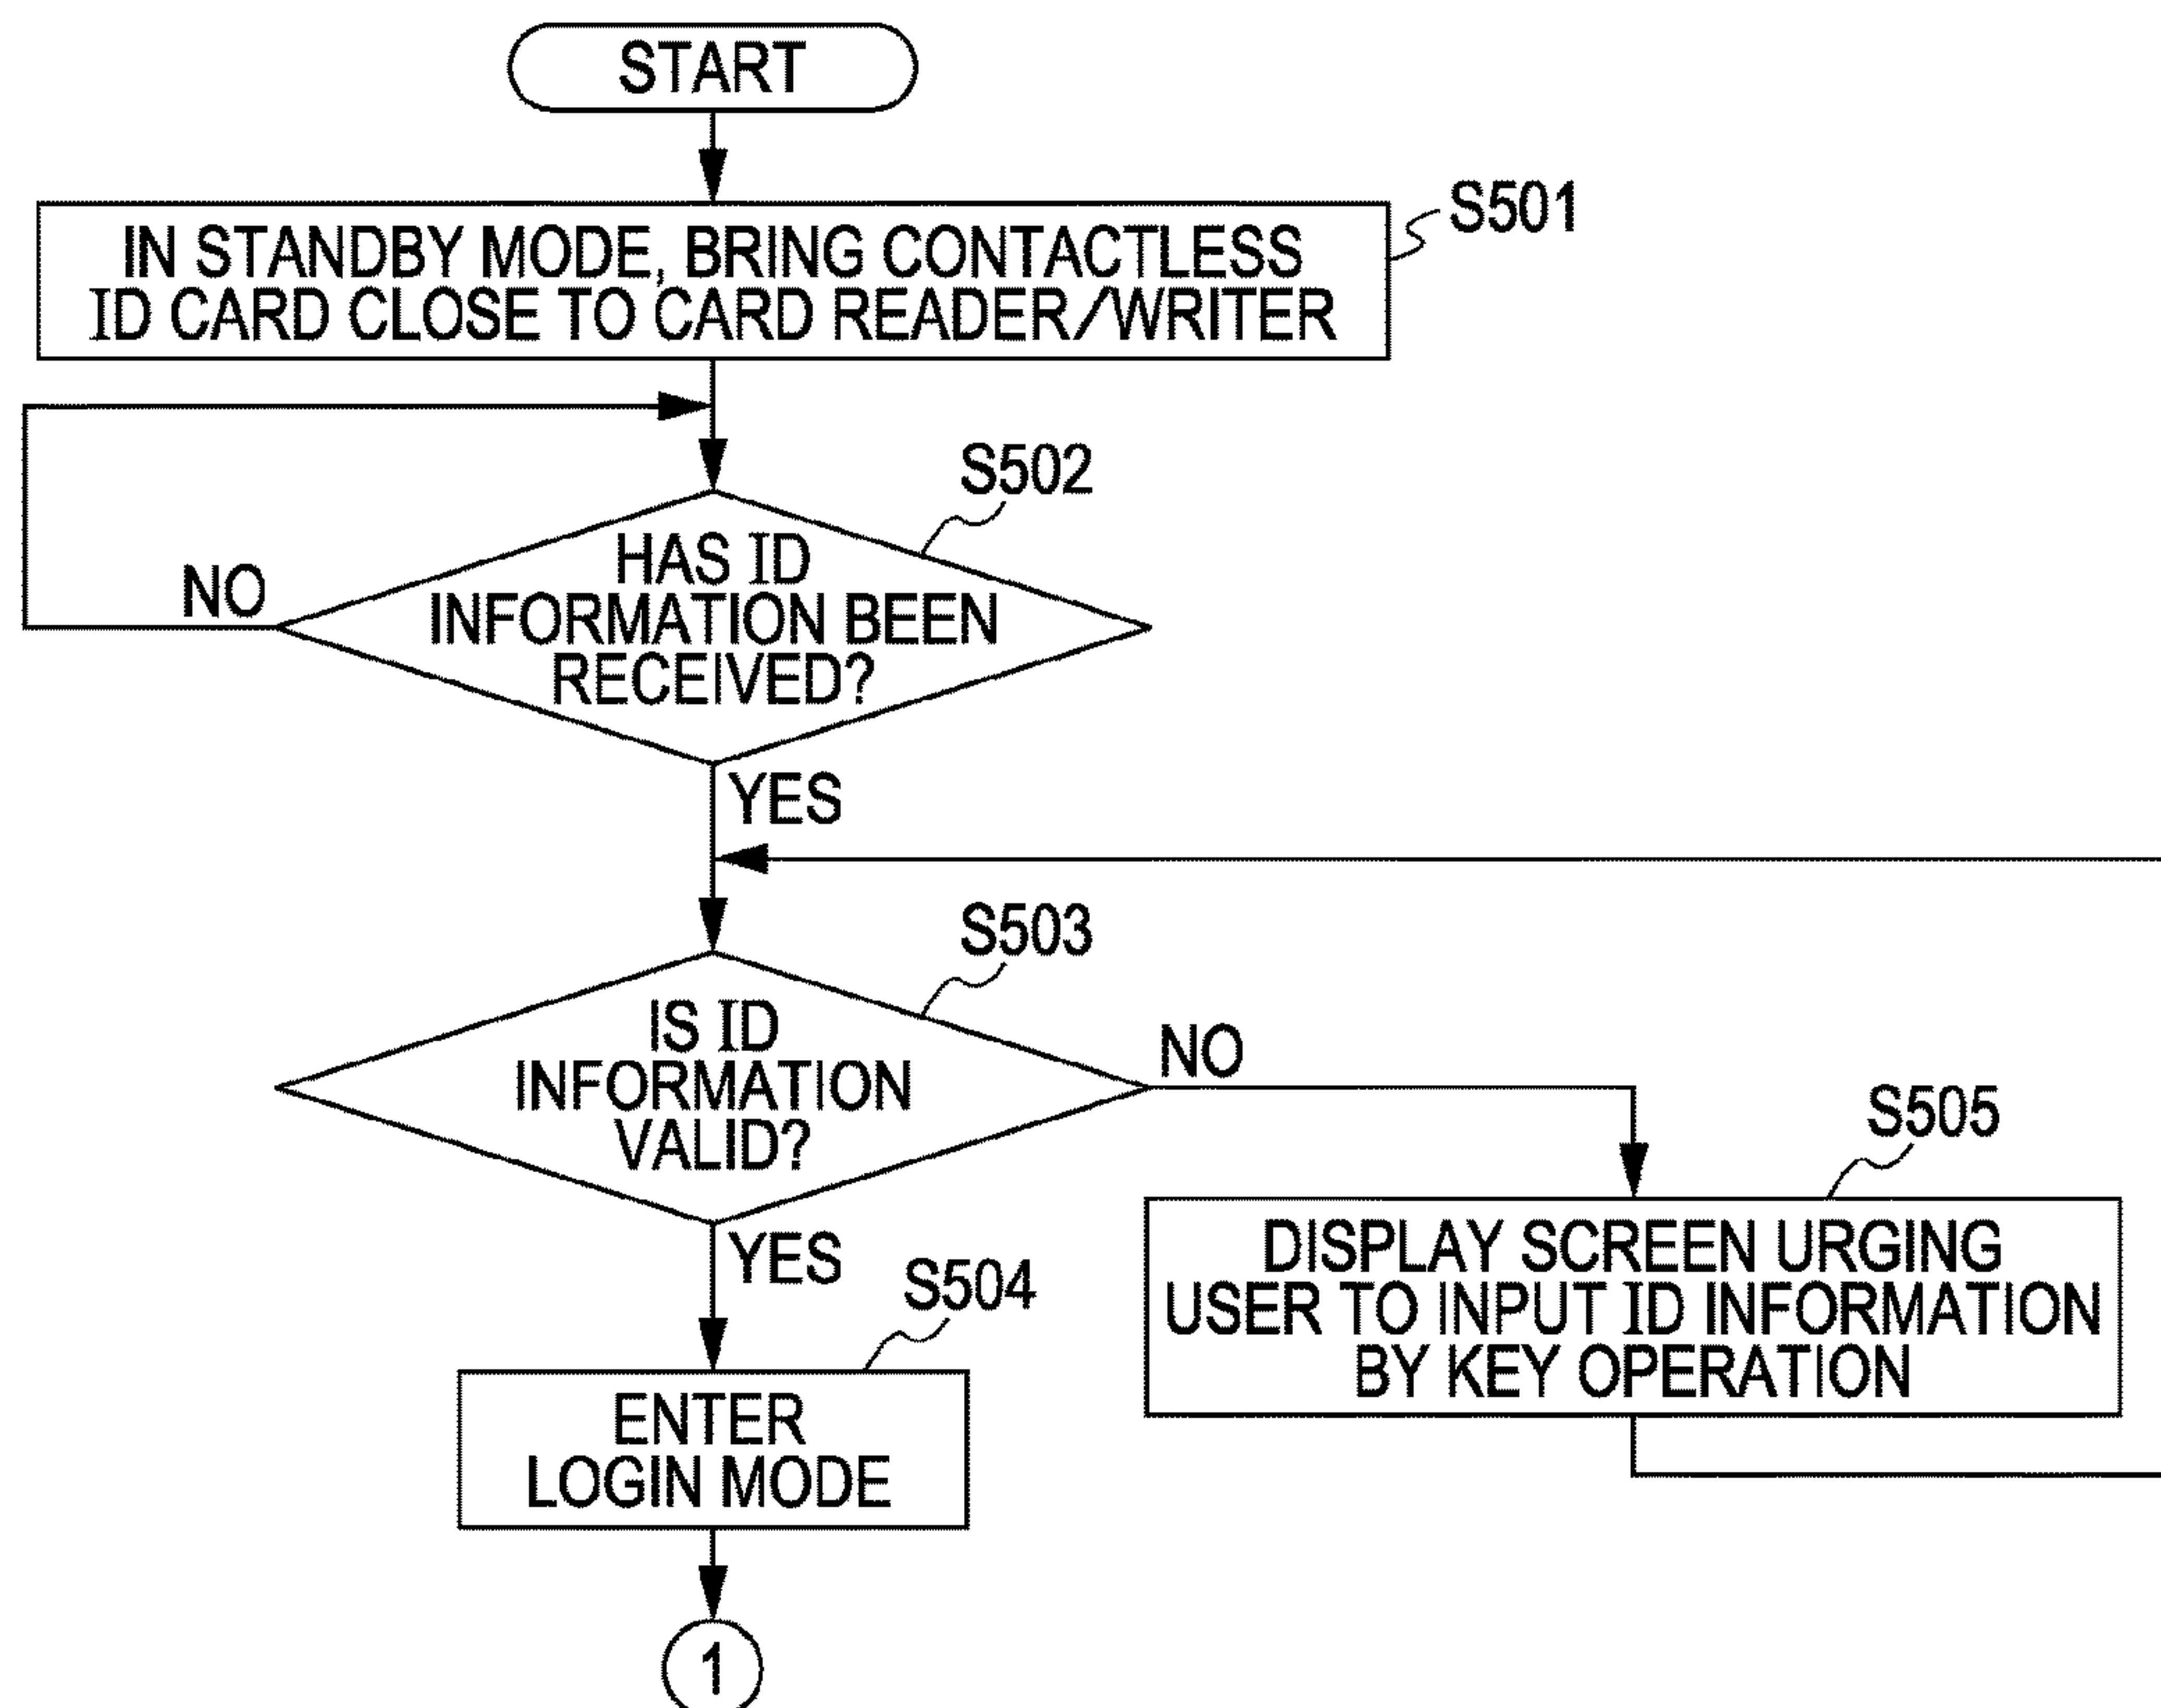 START
S501
IN STANDBY MODE, BRING CONTACTLESS
ID CARD CLOSE TO CARD READER/WRITER
S502
HAS ID
INFORMATION BEEN
RECEIVED?
NO
YES
S503
IS ID
INFORMATION
VALID?
NO
YES
S505
DISPLAY SCREEN URGING
USER TO INPUT ID INFORMATION
BY KEY OPERATION
S504
ENTER
LOGIN MODE
1